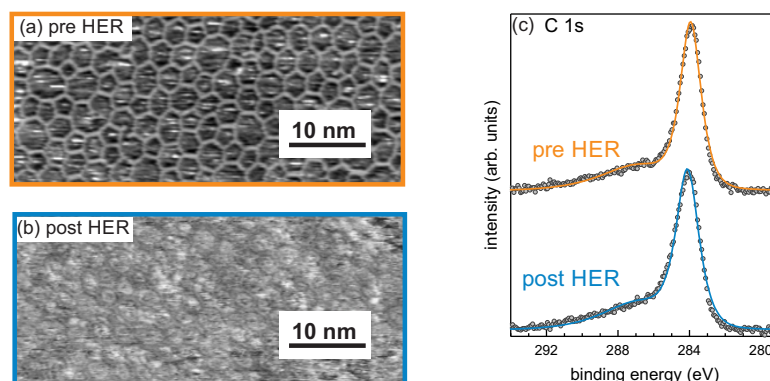 (a) pre HER
10 nm
(b) post HER
10 nm
(c) C 1s
pre HER
post HER
intensity (arb. units)
292 288 284 280
binding energy (eV)